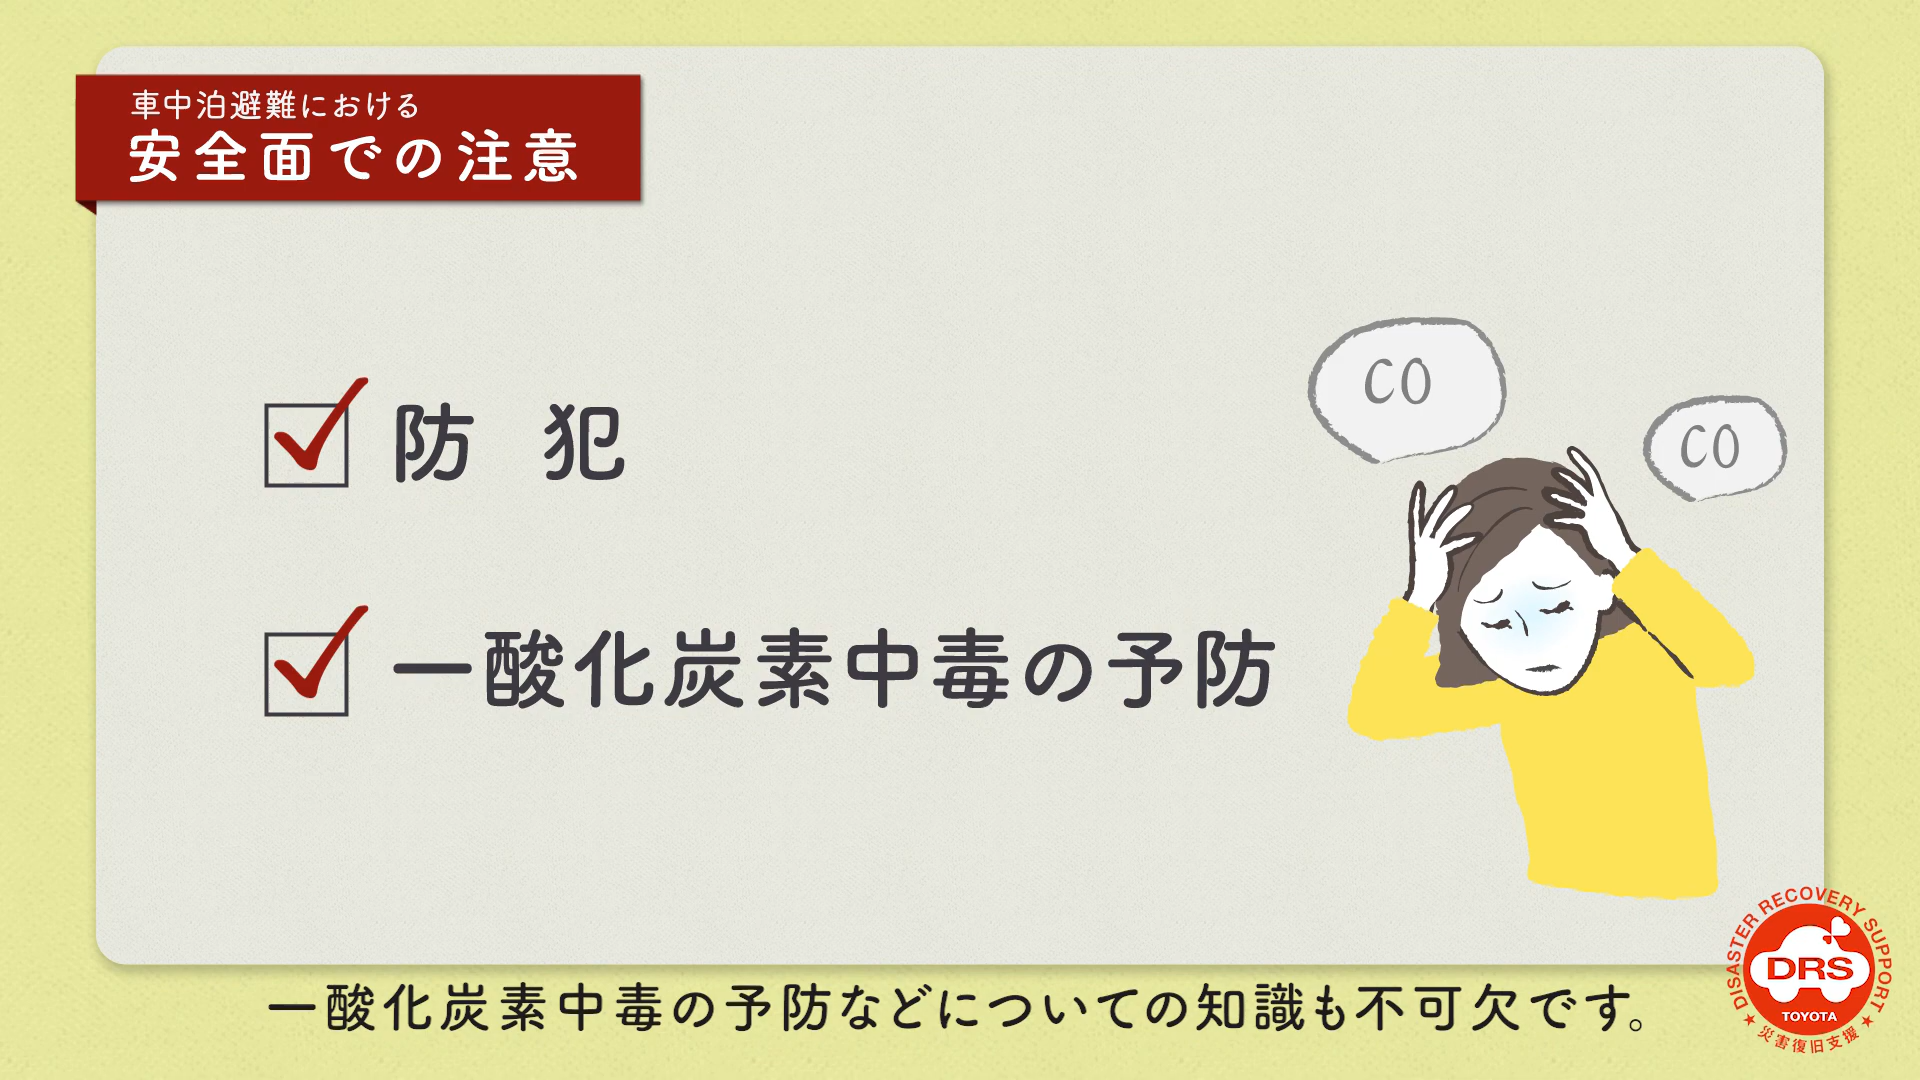 車中泊避難における
安全面での注意
防 犯
一酸化炭素中毒の予防
CO
CO
一酸化炭素中毒の予防などについての知識も不可欠です。
DISASTER RECOVERY SUPPORT
DRS
TOYOTA
★ 災害復旧支援 ★